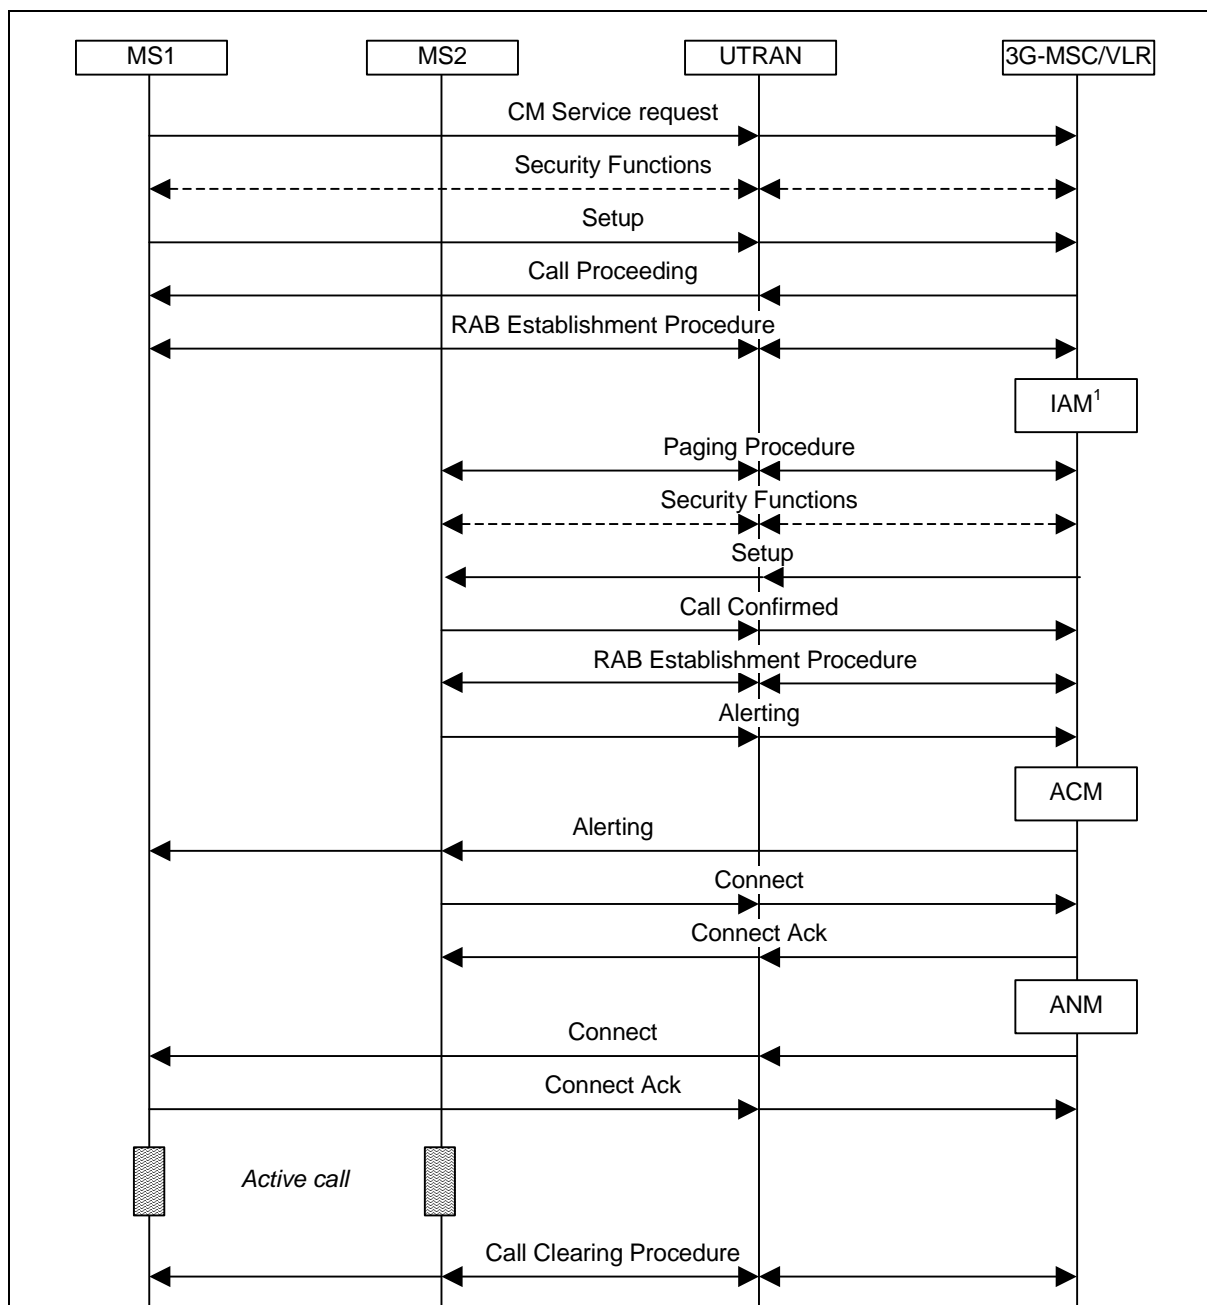 MS1 MS2 UTRAN 3G-MSC/VLR
CM Service request
Security Functions
Setup
Call Proceeding
RAB Establishment Procedure
IAM¹
Paging Procedure
Security Functions
Setup
Call Confirmed
RAB Establishment Procedure
Alerting
ACM
Alerting
Connect
Connect Ack
ANM
Connect
Connect Ack
Active call
Call Clearing Procedure